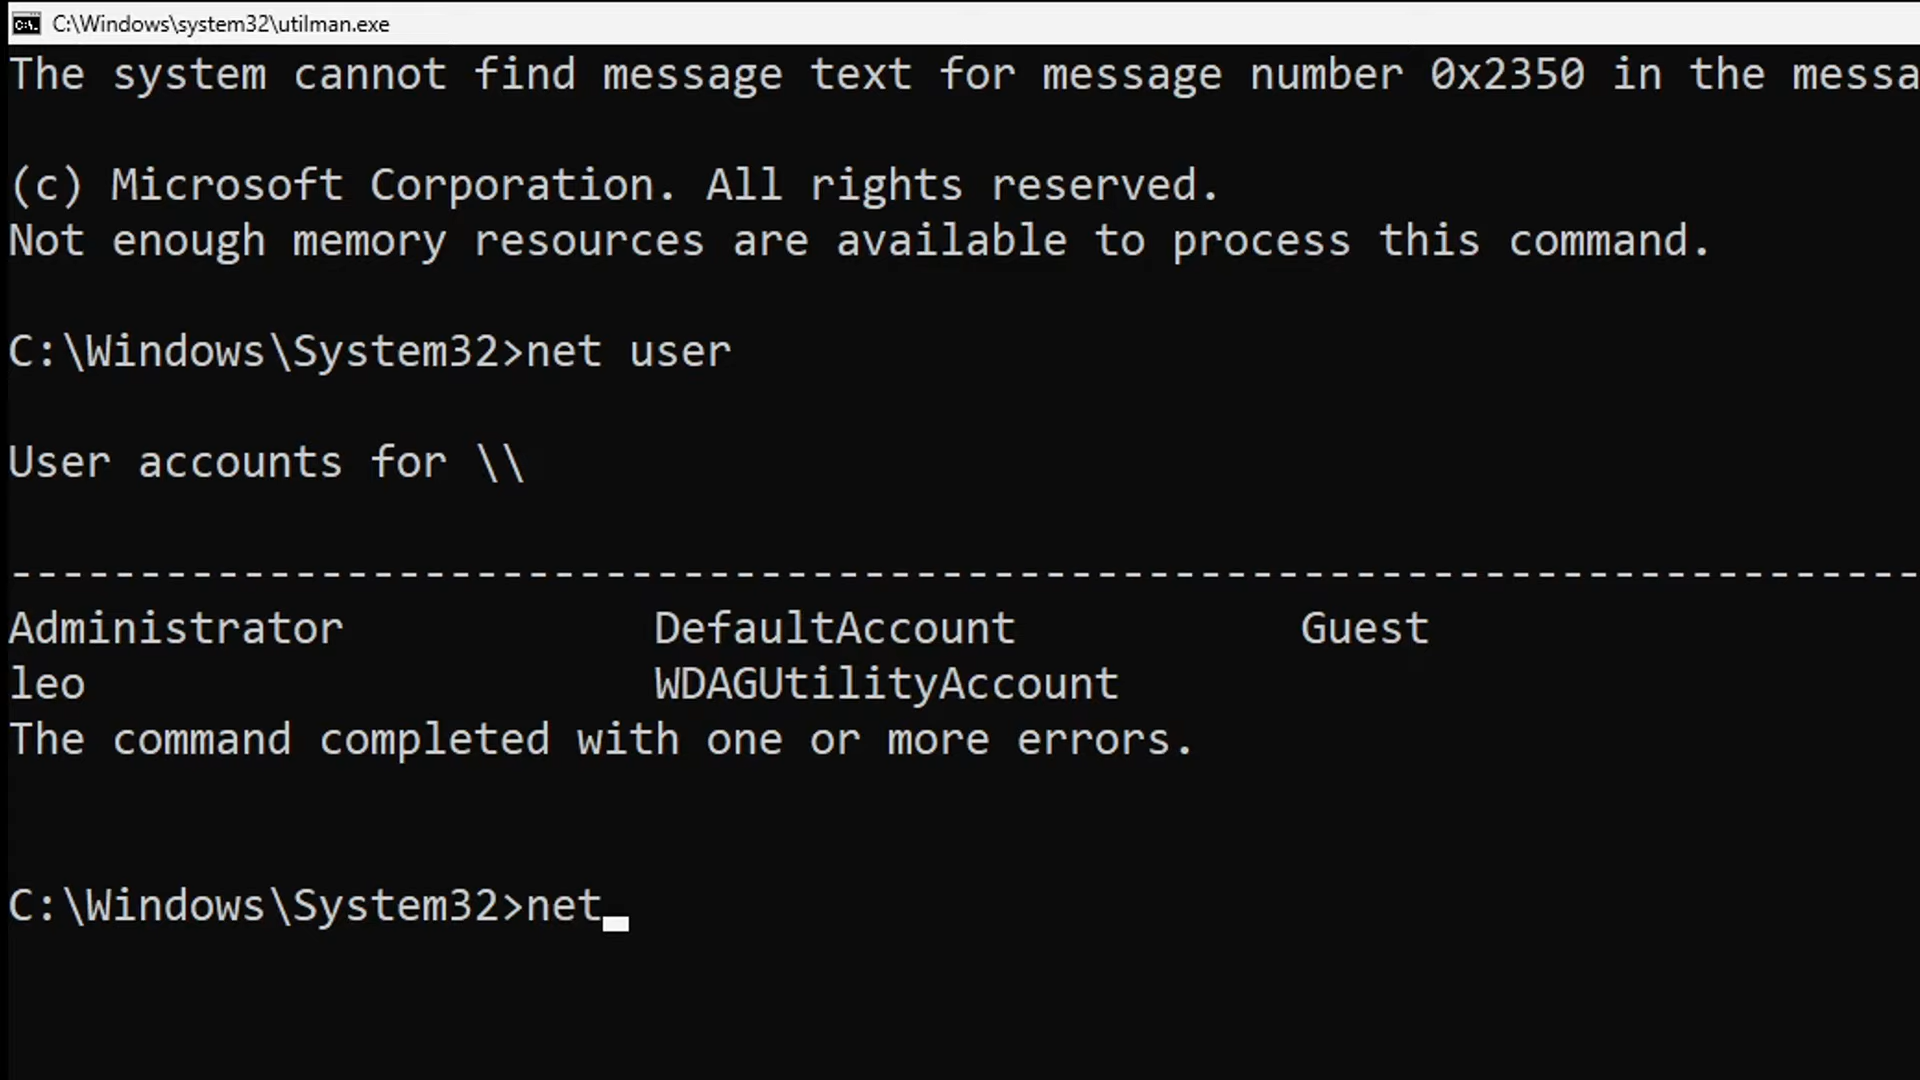 C:\Windows\system32\utilman.exe
The system cannot find message text for message number 0x2350 in the messa
(c) Microsoft Corporation. All rights reserved.
Not enough memory resources are available to process this command.
C:\Windows\System32>net user
User accounts for \\
-------------------------------------------------------------------------------
Administrator            DefaultAccount           Guest
leo                      WDAGUtilityAccount
The command completed with one or more errors.
C:\Windows\System32>net